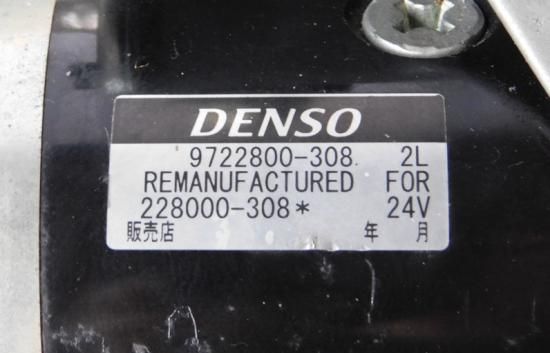 DENSO
9722800-308. 2L
REMANUFACTURED FOR
228000-308* 24V
販売店 年 月